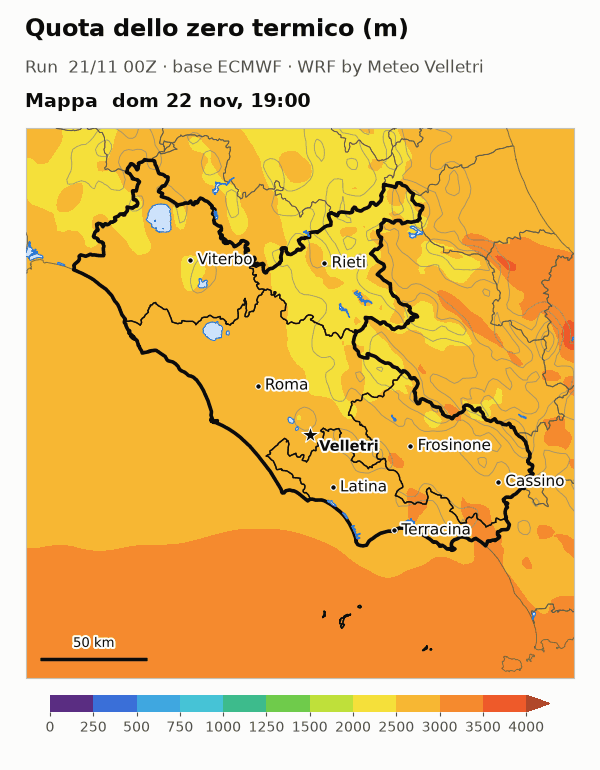 Quota dello zero termico (m)
Run 21/11 00Z · base ECMWF · WRF by Meteo Velletri
Mappa dom 22 nov, 19:00
Viterbo
Rieti
Roma
Velletri
Frosinone
Latina
Cassino
Terracina
50 km
0 250 500 750 1000 1250 1500 2000 2500 3000 3500 4000